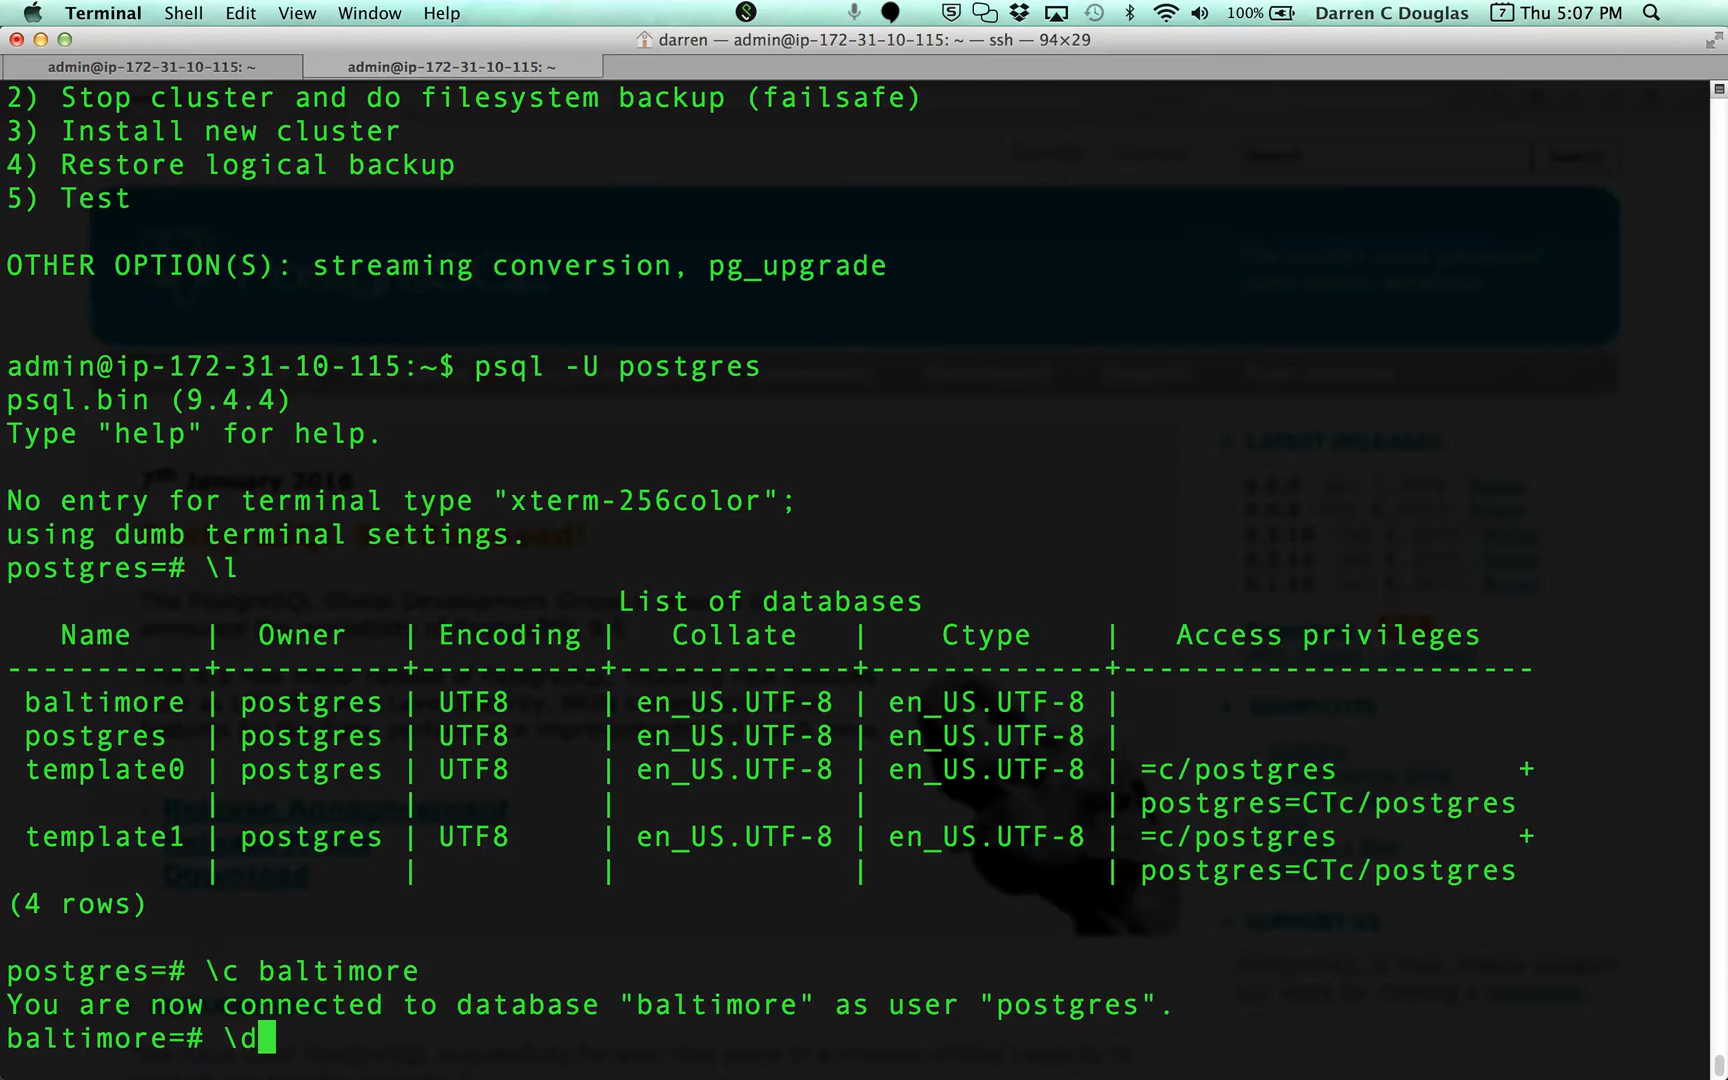 Terminal Shell Edit View Window Help 100% Darren C Douglas 7 Thu 5:07 PM
darren — admin@ip-172-31-10-115: ~ — ssh — 94×29
admin@ip-172-31-10-115: ~ admin@ip-172-31-10-115: ~
2) Stop cluster and do filesystem backup (failsafe)
3) Install new cluster
4) Restore logical backup
5) Test
OTHER OPTION(S): streaming conversion, pg_upgrade
admin@ip-172-31-10-115:~$ psql -U postgres
psql.bin (9.4.4)
Type "help" for help.
No entry for terminal type "xterm-256color";
using dumb terminal settings.
postgres=# \l
List of databases
Name | Owner | Encoding | Collate | Ctype | Access privileges
-----------+----------+----------+-------------+-------------+-----------------------
baltimore | postgres | UTF8 | en_US.UTF-8 | en_US.UTF-8 |
postgres | postgres | UTF8 | en_US.UTF-8 | en_US.UTF-8 |
template0 | postgres | UTF8 | en_US.UTF-8 | en_US.UTF-8 | =c/postgres +
| | | | | postgres=CTc/postgres
template1 | postgres | UTF8 | en_US.UTF-8 | en_US.UTF-8 | =c/postgres +
| | | | | postgres=CTc/postgres
(4 rows)
postgres=# \c baltimore
You are now connected to database "baltimore" as user "postgres".
baltimore=# \d